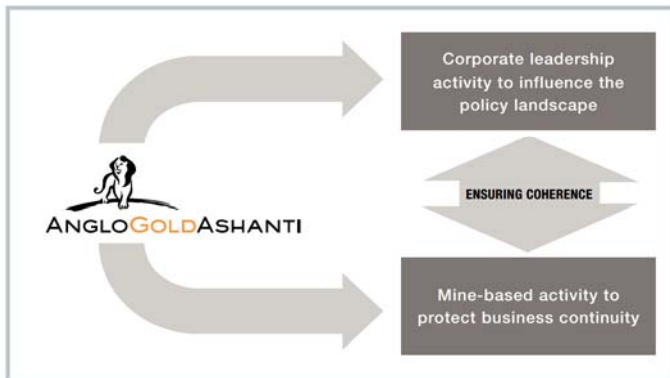 Corporate leadership
activity to influence the
policy landscape
ENSURING COHERENCE
ANGLOGOLDASHANTI
Mine-based activity to
protect business continuity